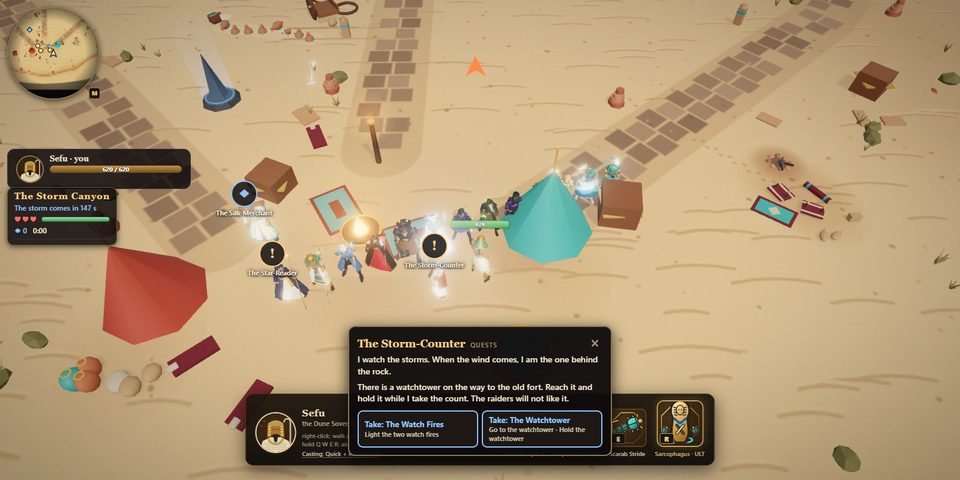 M
Sefu · you
620 / 620
The Storm Canyon
The storm comes in 147 s
0 0:00
The Silk Merchant
!
The Star-Reader
!
The Storm-Counter
The Storm-Counter QUESTS ×
I watch the storms. When the wind comes, I am the one behind
the rock.
There is a watchtower on the way to the old fort. Reach it and
hold it while I take the count. The raiders will not like it.
Take: The Watch Fires
Light the two watch fires
Take: The Watchtower
Go to the watchtower · Hold the
watchtower
Sefu
the Dune Sover
right-click: walk
hold Q W E R: air
Casting: Quick
E
Scarab Stride
R
Sarcophagus · ULT